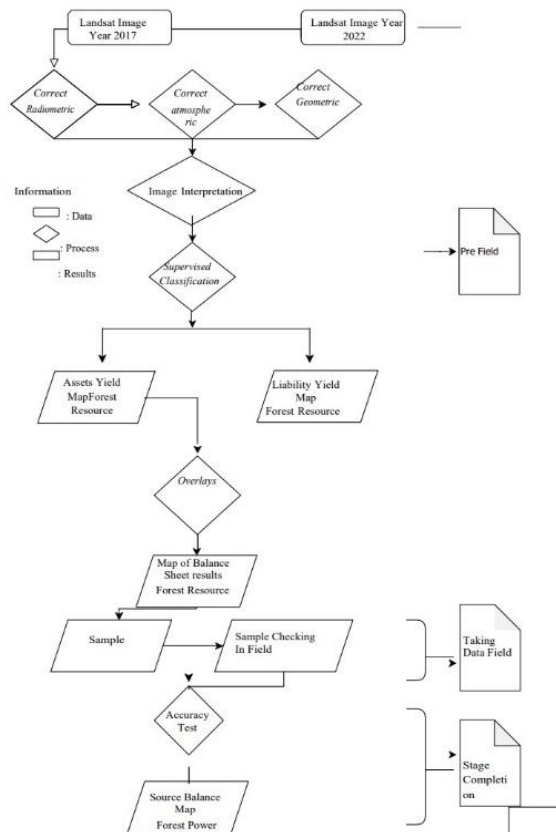 Landsat Image
Year 2017
Landsat Image Year
2022
Correct
Radiometric
Correct
atmosphe
ric
Correct
Geometric
Image Interpretation
Information
: Data
: Process
: Results
Supervised
Classification
Pre Field
Assets Yield
MapForest
Resource
Liability Yield
Map
Forest Resource
Overlays
Map of Balance
Sheet results
Forest Resource
Sample
Sample Checking
In Field
Taking
Data Field
Accuracy
Test
Stage
Completi
on
Source Balance
Map
Forest Power